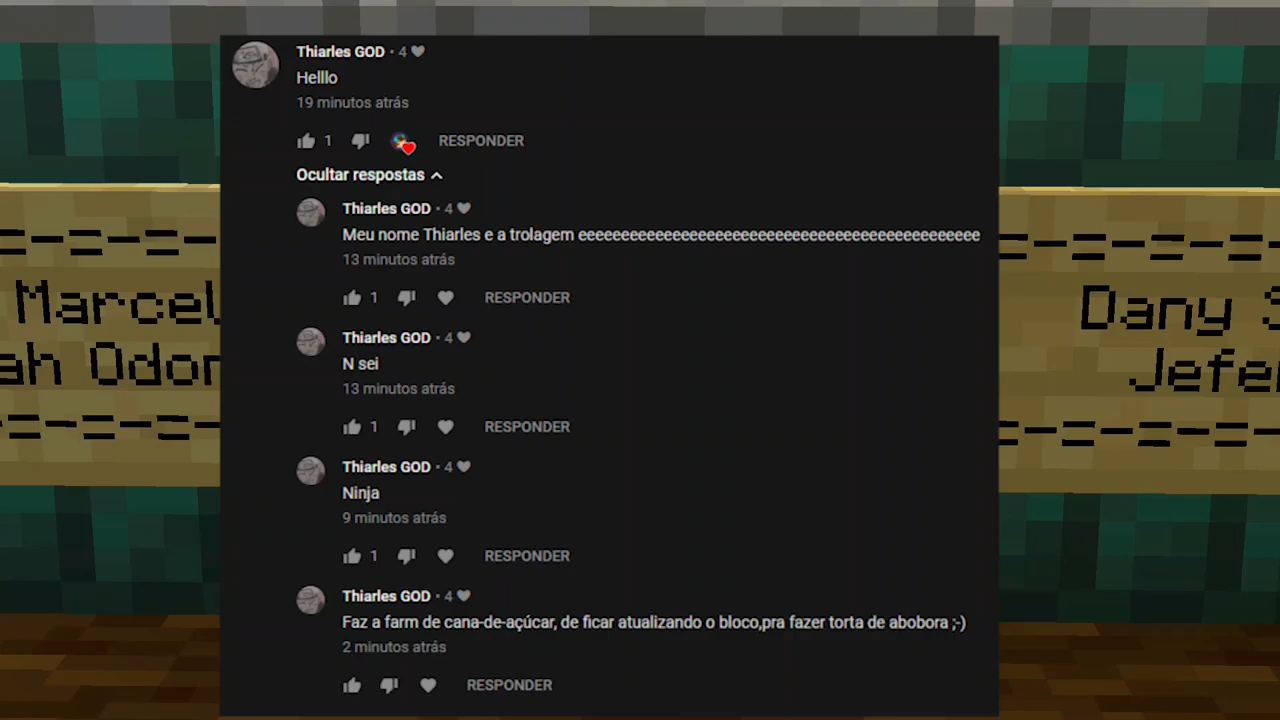 Thiarles GOD · 4
Helllo
19 minutos atrás
1 RESPONDER
Ocultar respostas
Thiarles GOD · 4
Meu nome Thiarles e a trolagem eeeeeeeeeeeeeeeeeeeeeeeeeeeeeeeeeeeeeeeeeeeeeee
13 minutos atrás
1 RESPONDER
Thiarles GOD · 4
N sei
13 minutos atrás
1 RESPONDER
Thiarles GOD · 4
Ninja
9 minutos atrás
1 RESPONDER
Thiarles GOD · 4
Faz a farm de cana-de-açúcar, de ficar atualizando o bloco,pra fazer torta de abobora ;-)
2 minutos atrás
RESPONDER
Marcel
ah Odor
Dany S
Jefe